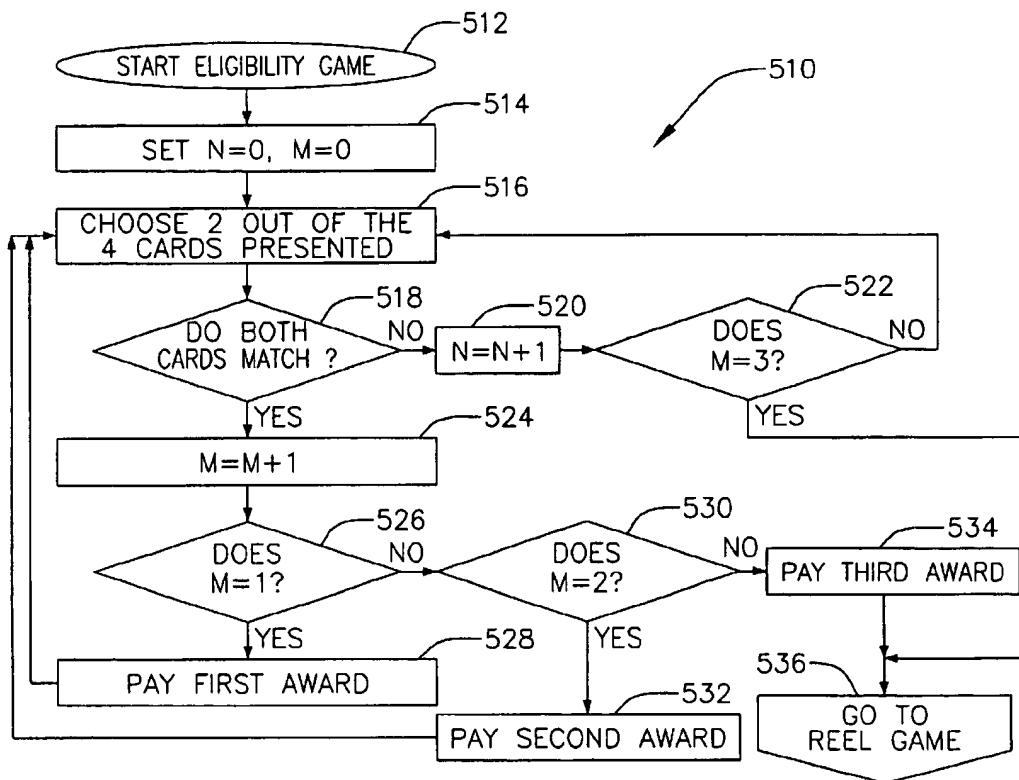 512
START ELIGIBILITY GAME
510
514
SET N=0, M=0
516
CHOOSE 2 OUT OF THE
4 CARDS PRESENTED
518
DO BOTH
CARDS MATCH ?
NO
520
N=N+1
522
DOES
M=3?
NO
YES
YES
524
M=M+1
526
DOES
M=1?
NO
530
DOES
M=2?
NO
534
PAY THIRD AWARD
YES
528
PAY FIRST AWARD
YES
532
PAY SECOND AWARD
536
GO TO
REEL GAME